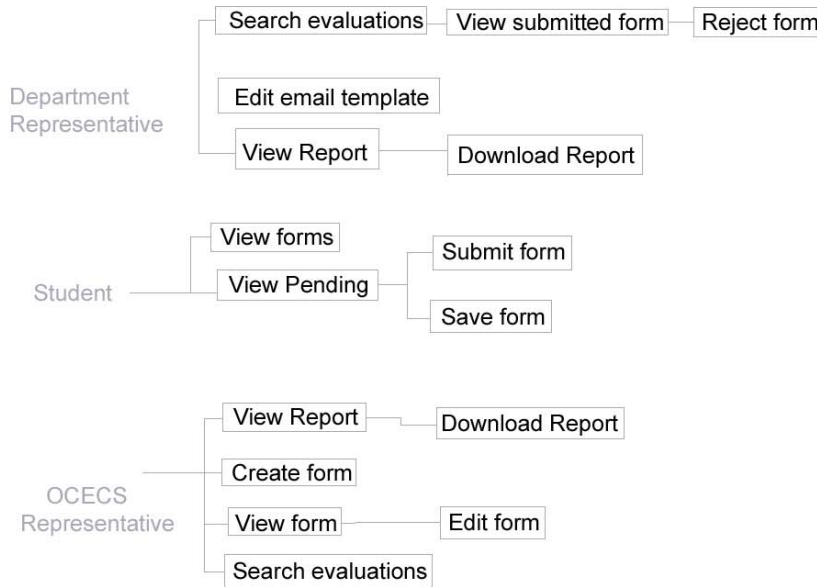 Search evaluations
View submitted form
Reject form
Department
Representative
Edit email template
View Report
Download Report
View forms
Student
View Pending
Submit form
Save form
View Report
Download Report
Create form
OCECS
Representative
View form
Edit form
Search evaluations